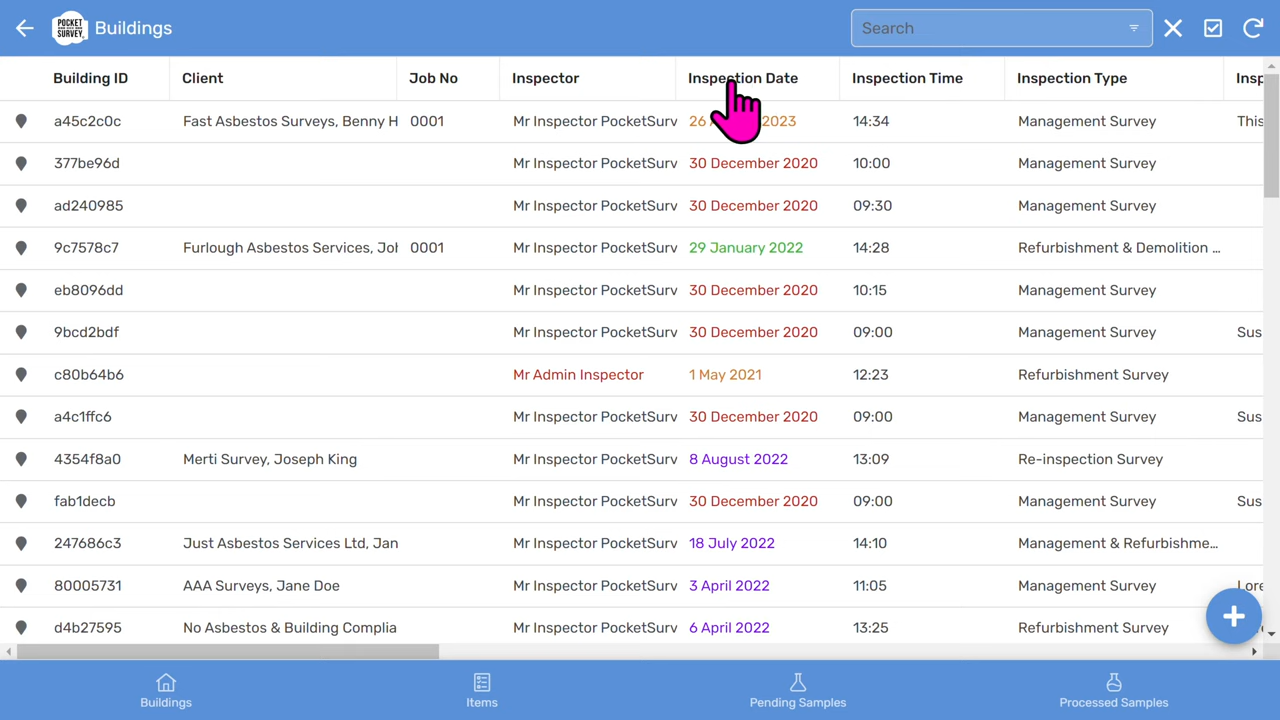 POCKET SURVEY. Buildings Search
Building ID Client Job No Inspector Inspection Date Inspection Time Inspection Type Insp
a45c2c0c Fast Asbestos Surveys, Benny H 0001 Mr Inspector PocketSurv 26 2023 14:34 Management Survey This
377be96d Mr Inspector PocketSurv 30 December 2020 10:00 Management Survey
ad240985 Mr Inspector PocketSurv 30 December 2020 09:30 Management Survey
9c7578c7 Furlough Asbestos Services, Jol 0001 Mr Inspector PocketSurv 29 January 2022 14:28 Refurbishment & Demolition ...
eb8096dd Mr Inspector PocketSurv 30 December 2020 10:15 Management Survey
9bcd2bdf Mr Inspector PocketSurv 30 December 2020 09:00 Management Survey Sus
c80b64b6 Mr Admin Inspector 1 May 2021 12:23 Refurbishment Survey
a4c1ffc6 Mr Inspector PocketSurv 30 December 2020 09:00 Management Survey Sus
4354f8a0 Merti Survey, Joseph King Mr Inspector PocketSurv 8 August 2022 13:09 Re-inspection Survey
fab1decb Mr Inspector PocketSurv 30 December 2020 09:00 Management Survey Sus
247686c3 Just Asbestos Services Ltd, Jan Mr Inspector PocketSurv 18 July 2022 14:10 Management & Refurbishme...
80005731 AAA Surveys, Jane Doe Mr Inspector PocketSurv 3 April 2022 11:05 Management Survey Lore
d4b27595 No Asbestos & Building Complia Mr Inspector PocketSurv 6 April 2022 13:25 Refurbishment Survey
Buildings Items Pending Samples Processed Samples